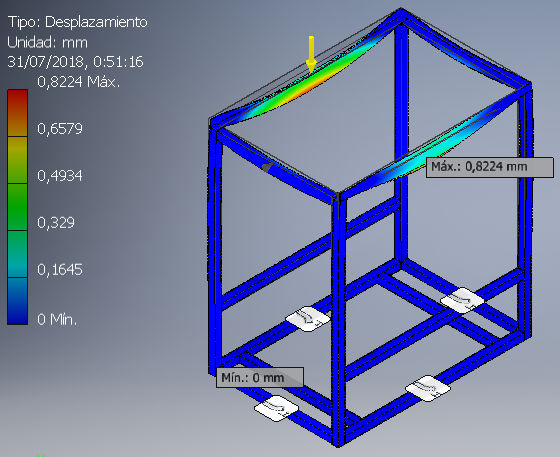 Tipo: Desplazamiento
Unidad: mm
31/07/2018, 0:51:16
0,8224 Máx.
0,6579
0,4934
0,329
0,1645
0 Mín.
Máx.: 0,8224 mm
Mín.: 0 mm